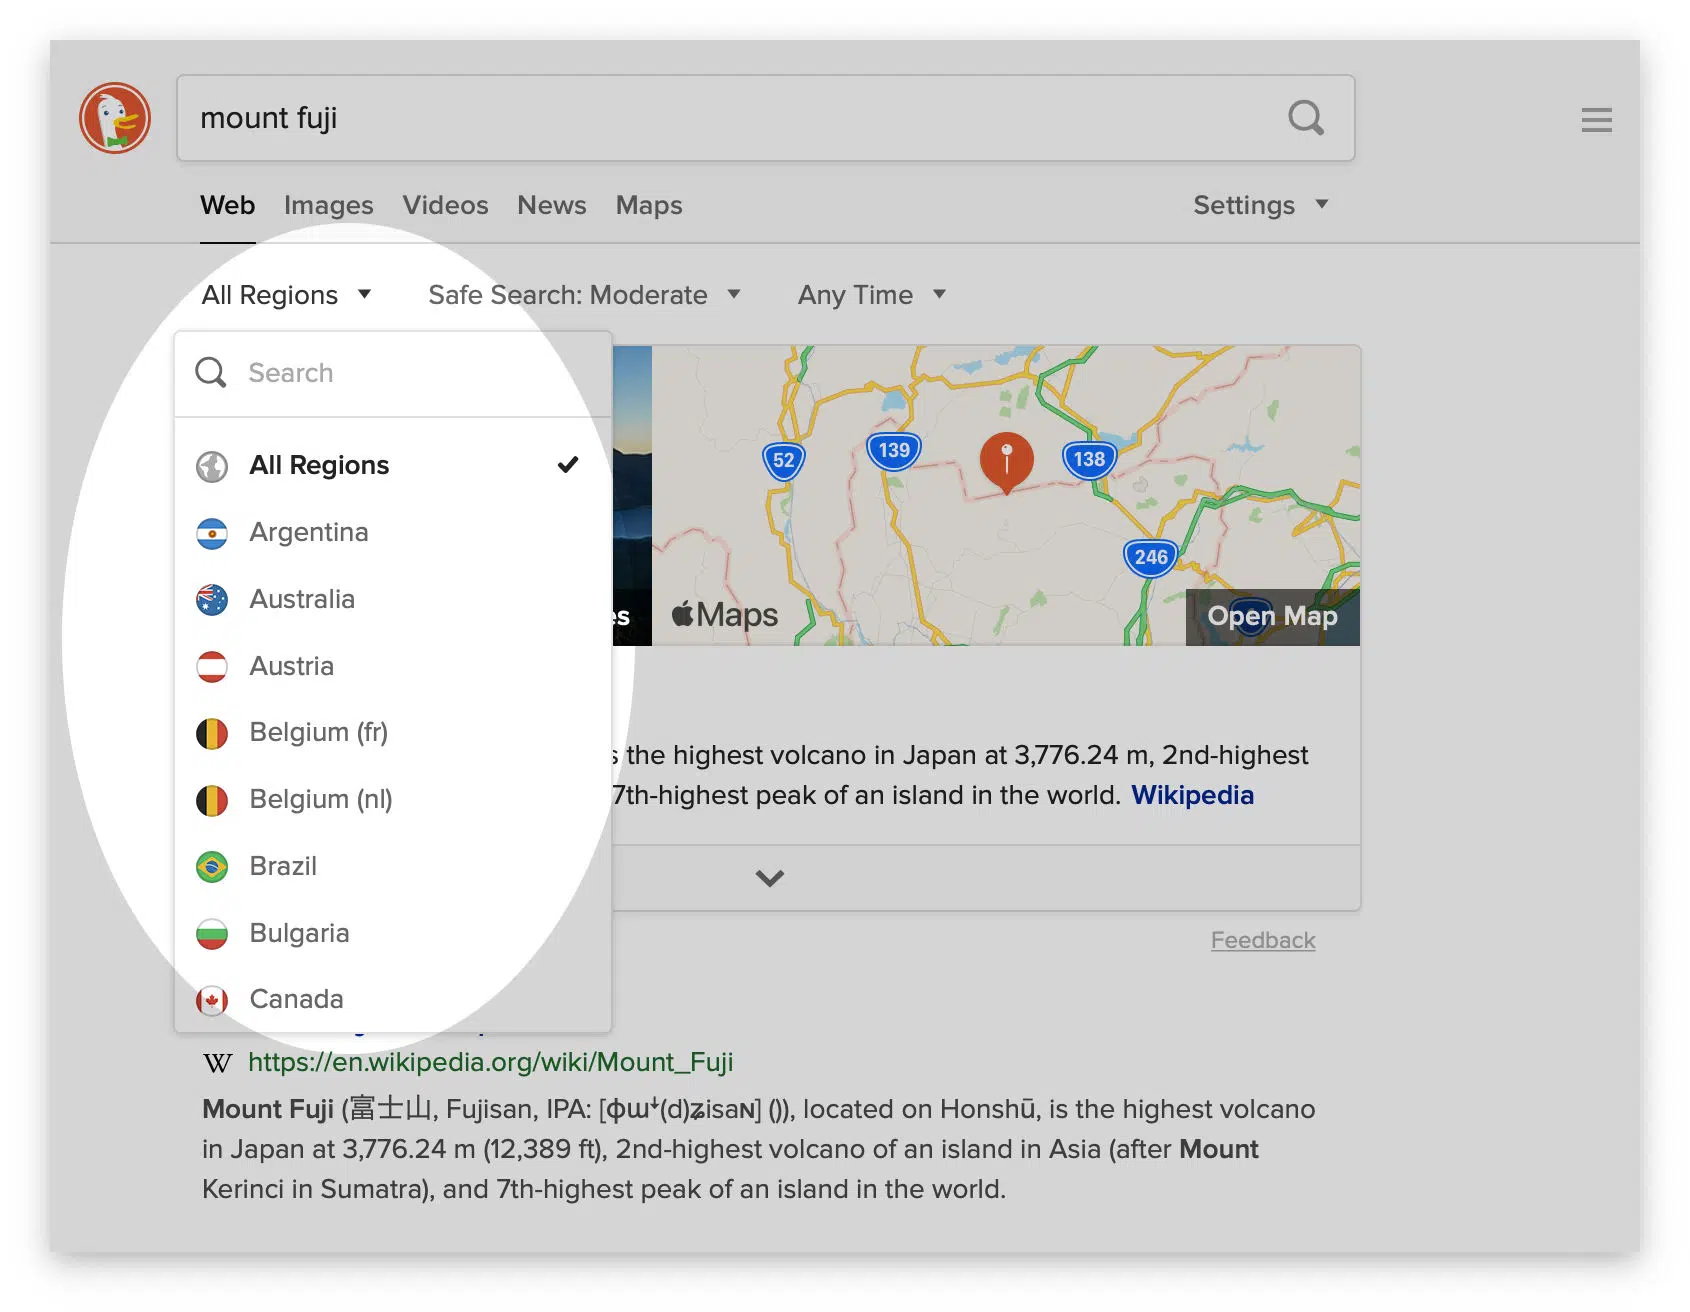 mount fuji
Web Images Videos News Maps Settings
All Regions Safe Search: Moderate Any Time
Search
All Regions
Argentina
Australia
Austria
Belgium (fr)
Belgium (nl)
Brazil
Bulgaria
Canada
52
139
138
246
Maps
Open Map
the highest volcano in Japan at 3,776.24 m, 2nd-highest
7th-highest peak of an island in the world. Wikipedia
Feedback
W https://en.wikipedia.org/wiki/Mount_Fuji
Mount Fuji (富士山, Fujisan, IPA: [ɸɯꜜ(d)ʑisaɴ] ()), located on Honshū, is the highest volcano
in Japan at 3,776.24 m (12,389 ft), 2nd-highest volcano of an island in Asia (after Mount
Kerinci in Sumatra), and 7th-highest peak of an island in the world.